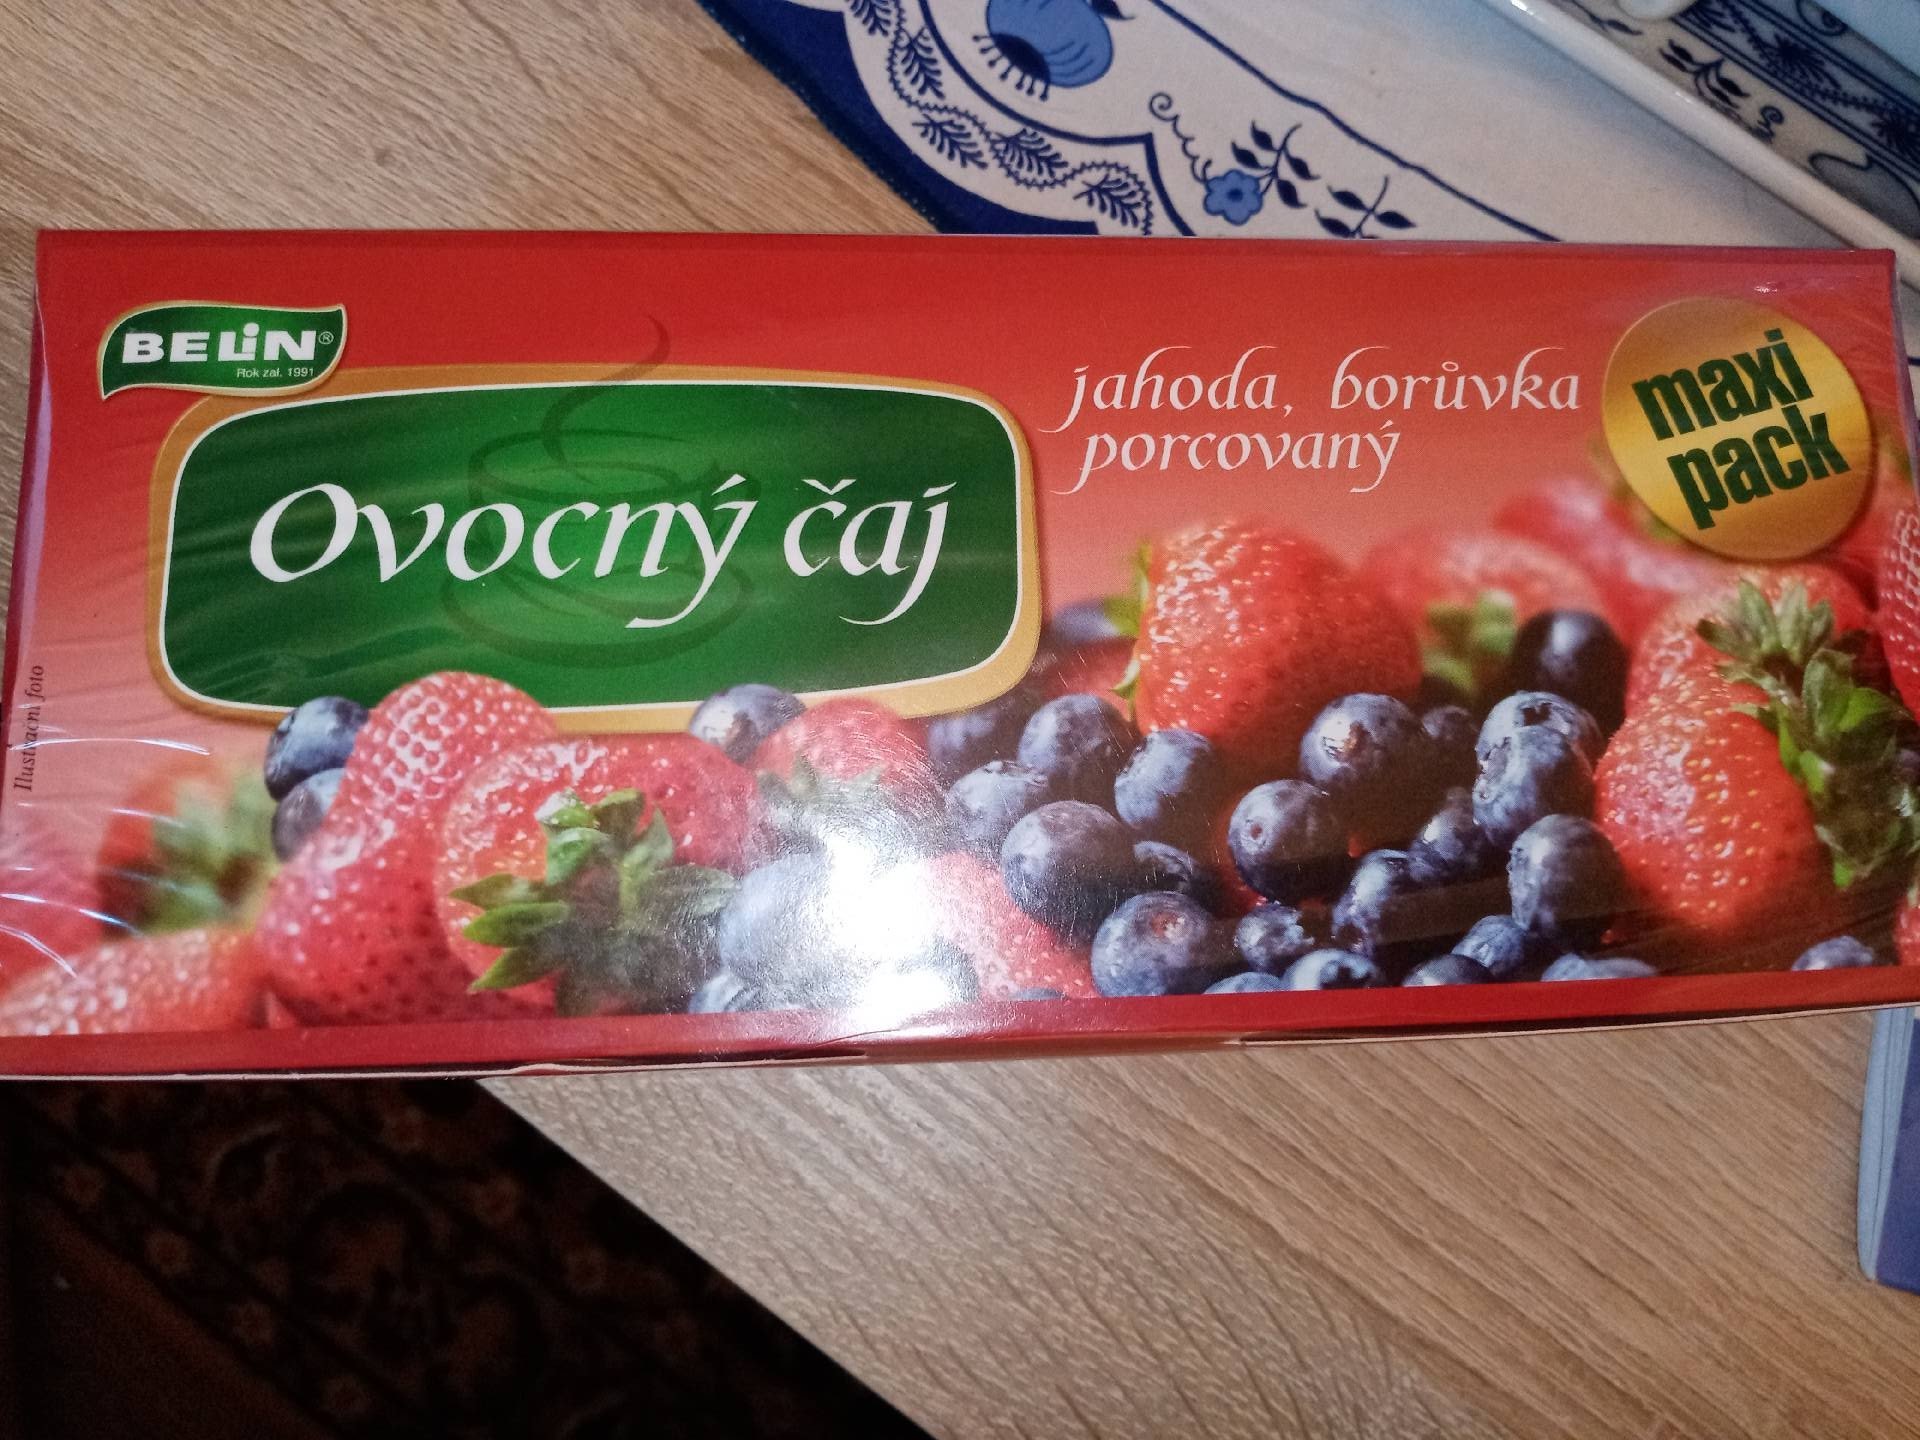 BELiN®
Rok zal. 1991
Ovocný čaj
jahoda, borůvka
porcovaný
maxi
pack
Ilustrační foto